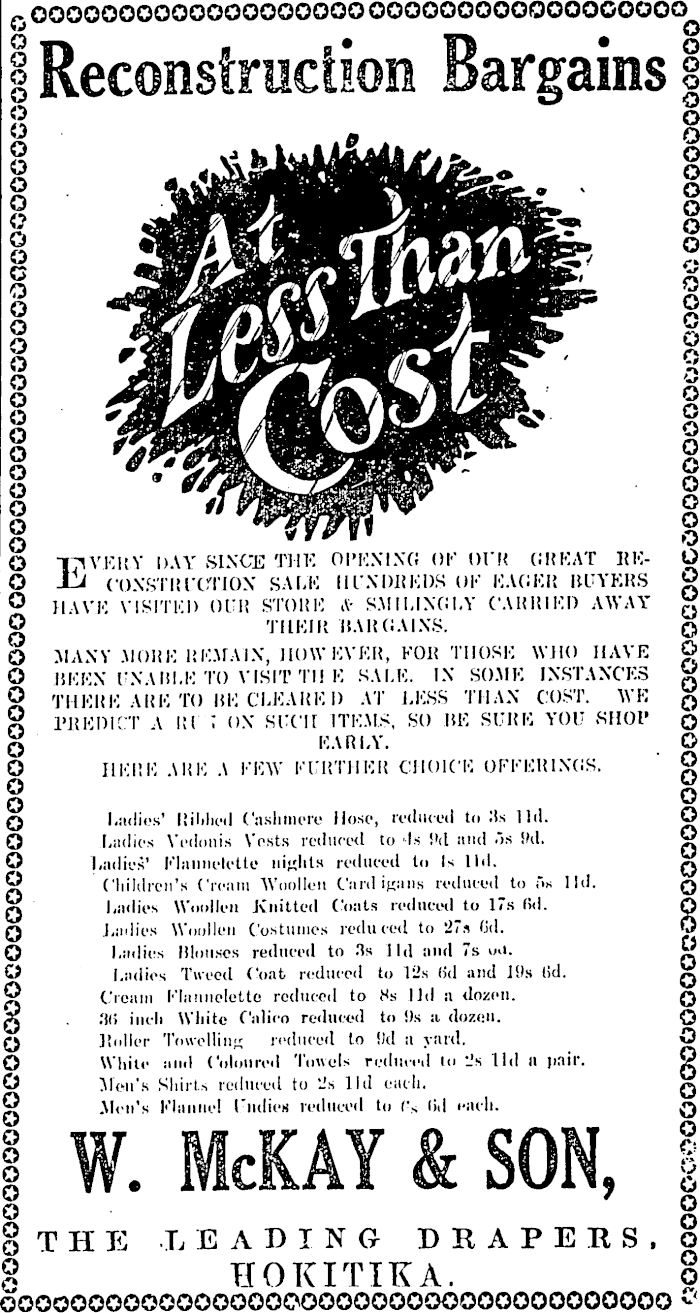 Reconstruction Bargains
At
Less Than
Cost
EVERY DAY SINCE THE OPENING OF OUR GREAT RE-
CONSTRUCTION SALE HUNDREDS OF EAGER BUYERS
HAVE VISITED OUR STORE & SMILINGLY CARRIED AWAY
THEIR BARGAINS.
MANY MORE REMAIN, HOWEVER, FOR THOSE WHO HAVE
BEEN UNABLE TO VISIT THE SALE. IN SOME INSTANCES
THERE ARE TO BE CLEARED AT LESS THAN COST. WE
PREDICT A ON SUCH ITEMS, SO BE SURE YOU SHOP
EARLY.
HERE ARE A FEW FURTHER CHOICE OFFERINGS.
Ladies' Ribbed Cashmere Hose, reduced to 3s 11d.
Ladies Vedonis Vests reduced to 4s 9d and 5s 9d.
Ladies' Flannelette nights reduced to 4s 11d.
Children's Cream Woollen Cardigans reduced to 5s 11d.
Ladies Woollen Knitted Coats reduced to 17s 6d.
Ladies Woollen Costumes reduced to 27s 6d.
Ladies Blouses reduced to 3s 11d and 7s
Ladies Tweed Coat reduced to 12s 6d and 19s 6d.
Cream Flannelette reduced to 8s 11d a dozen.
36 inch White Calico reduced to 9s a dozen.
Roller Towelling reduced to 9d a yard.
White and Coloured Towels reduced to 2s 11d a pair.
Men's Shirts reduced to 2s 11d each.
Men's Flannel Undies reduced to 6d each.
W. McKAY & SON,
THE LEADING DRAPERS,
HOKITIKA.